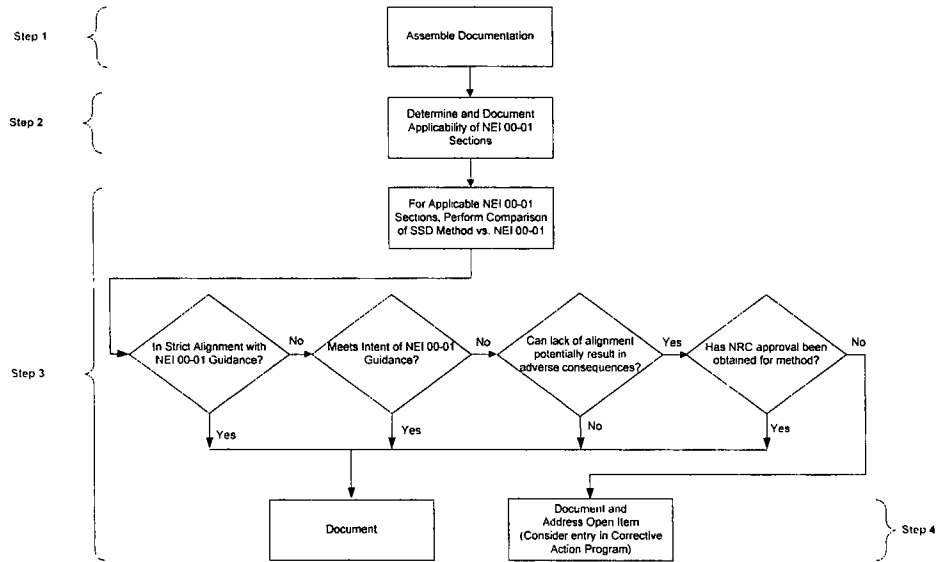 Step 1
Assemble Documentation
Step 2
Determine and Document
Applicability of NEI 00-01
Sections
Step 3
For Applicable NEI 00-01
Sections, Perform Comparison
of SSD Method vs. NEI 00-01
In Strict Alignment with
NEI 00-01 Guidance?
No
Yes
Meets Intent of NEI 00-01
Guidance?
No
Yes
Can lack of alignment
potentially result in
adverse consequences?
Yes
No
Has NRC approval been
obtained for method?
No
Yes
Document
Document and
Address Open Item
(Consider entry in Corrective
Action Program)
Step 4